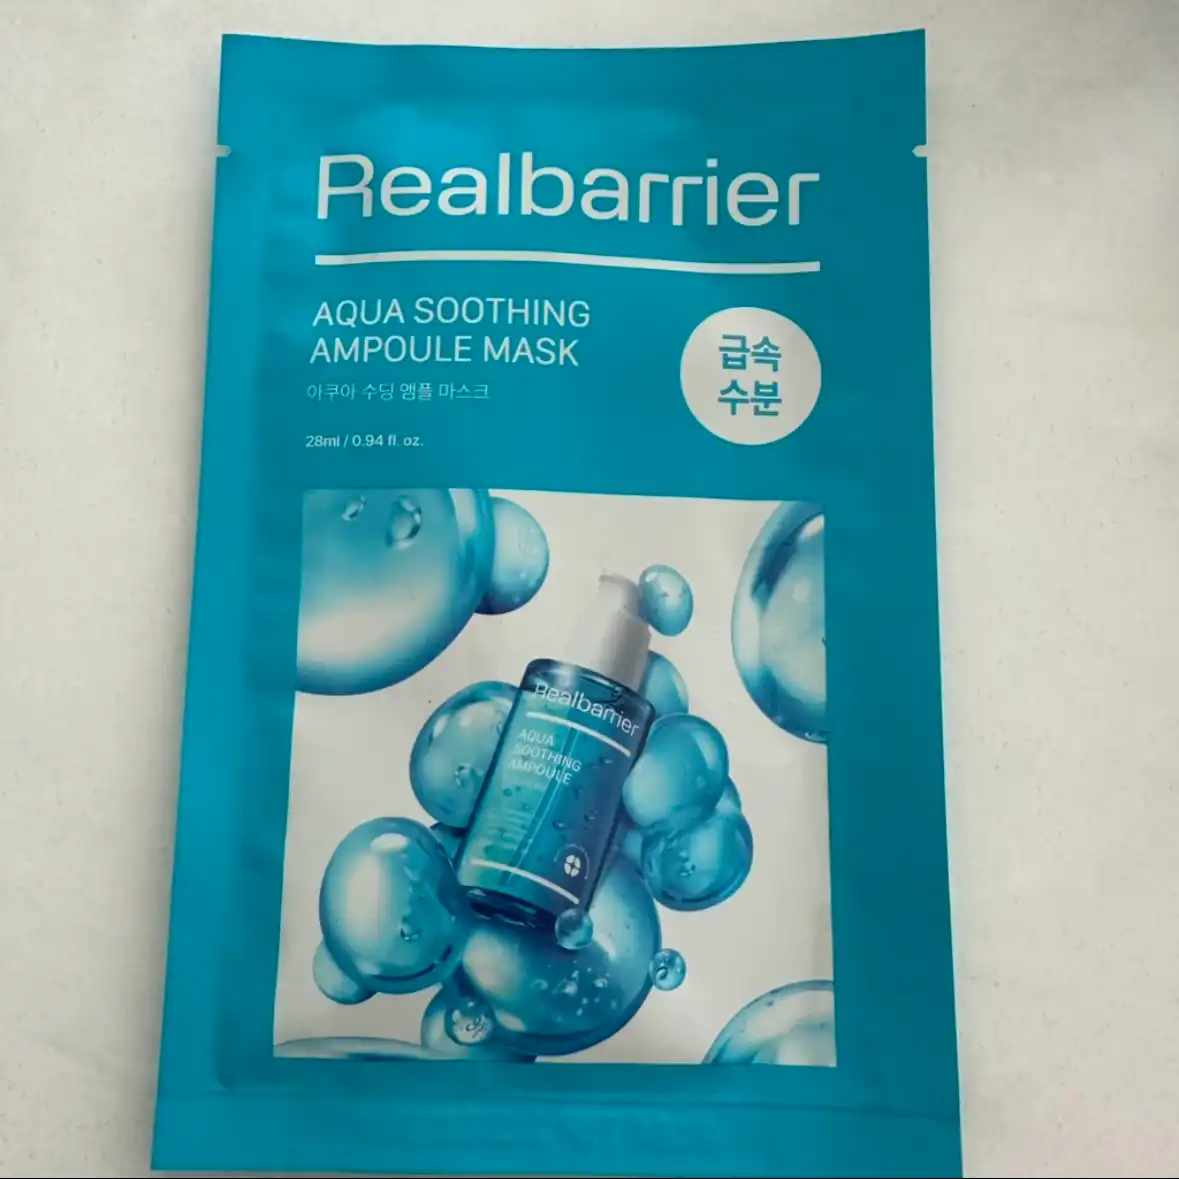 Realbarrier
AQUA SOOTHING
AMPOULE MASK
아쿠아 수딩 앰플 마스크
28ml / 0.94 fl. oz.
급속
수분
Realbarrier
AQUA
SOOTHING
AMPOULE